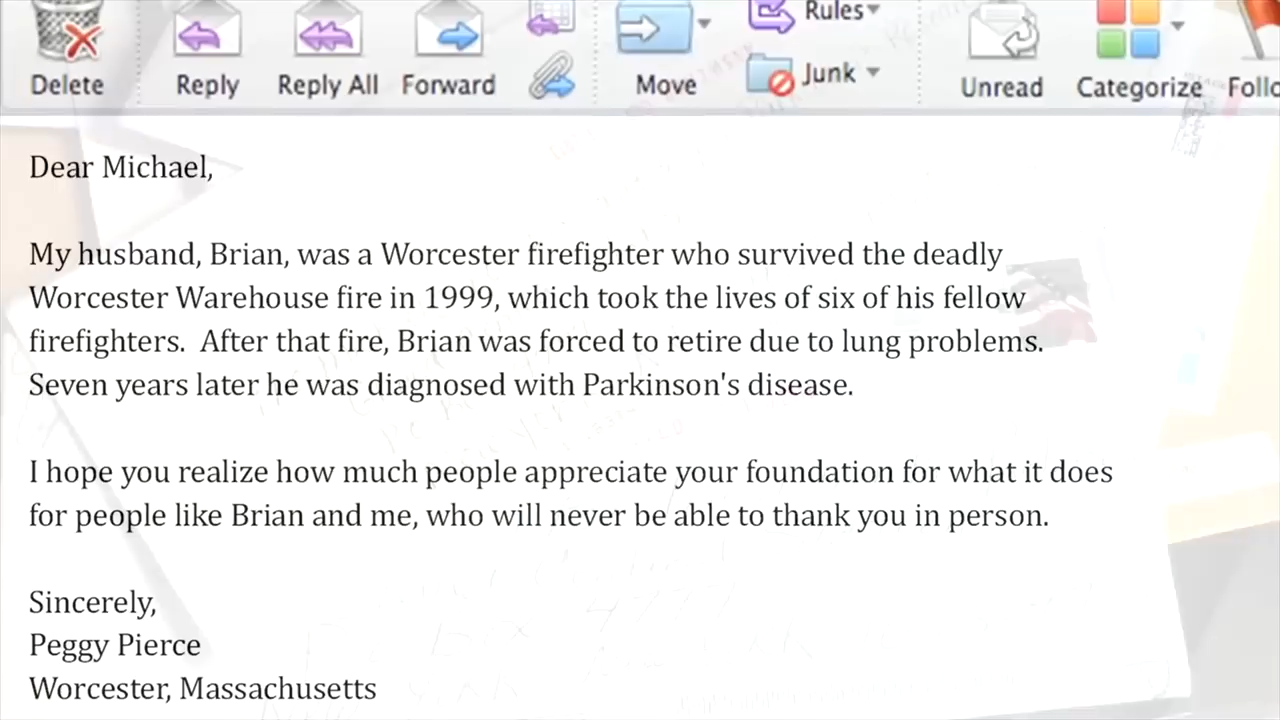 Delete Reply Reply All Forward Move Rules Junk Unread Categorize Follo
Dear Michael,
My husband, Brian, was a Worcester firefighter who survived the deadly
Worcester Warehouse fire in 1999, which took the lives of six of his fellow
firefighters.  After that fire, Brian was forced to retire due to lung problems.
Seven years later he was diagnosed with Parkinson's disease.
I hope you realize how much people appreciate your foundation for what it does
for people like Brian and me, who will never be able to thank you in person.
Sincerely,
Peggy Pierce
Worcester, Massachusetts